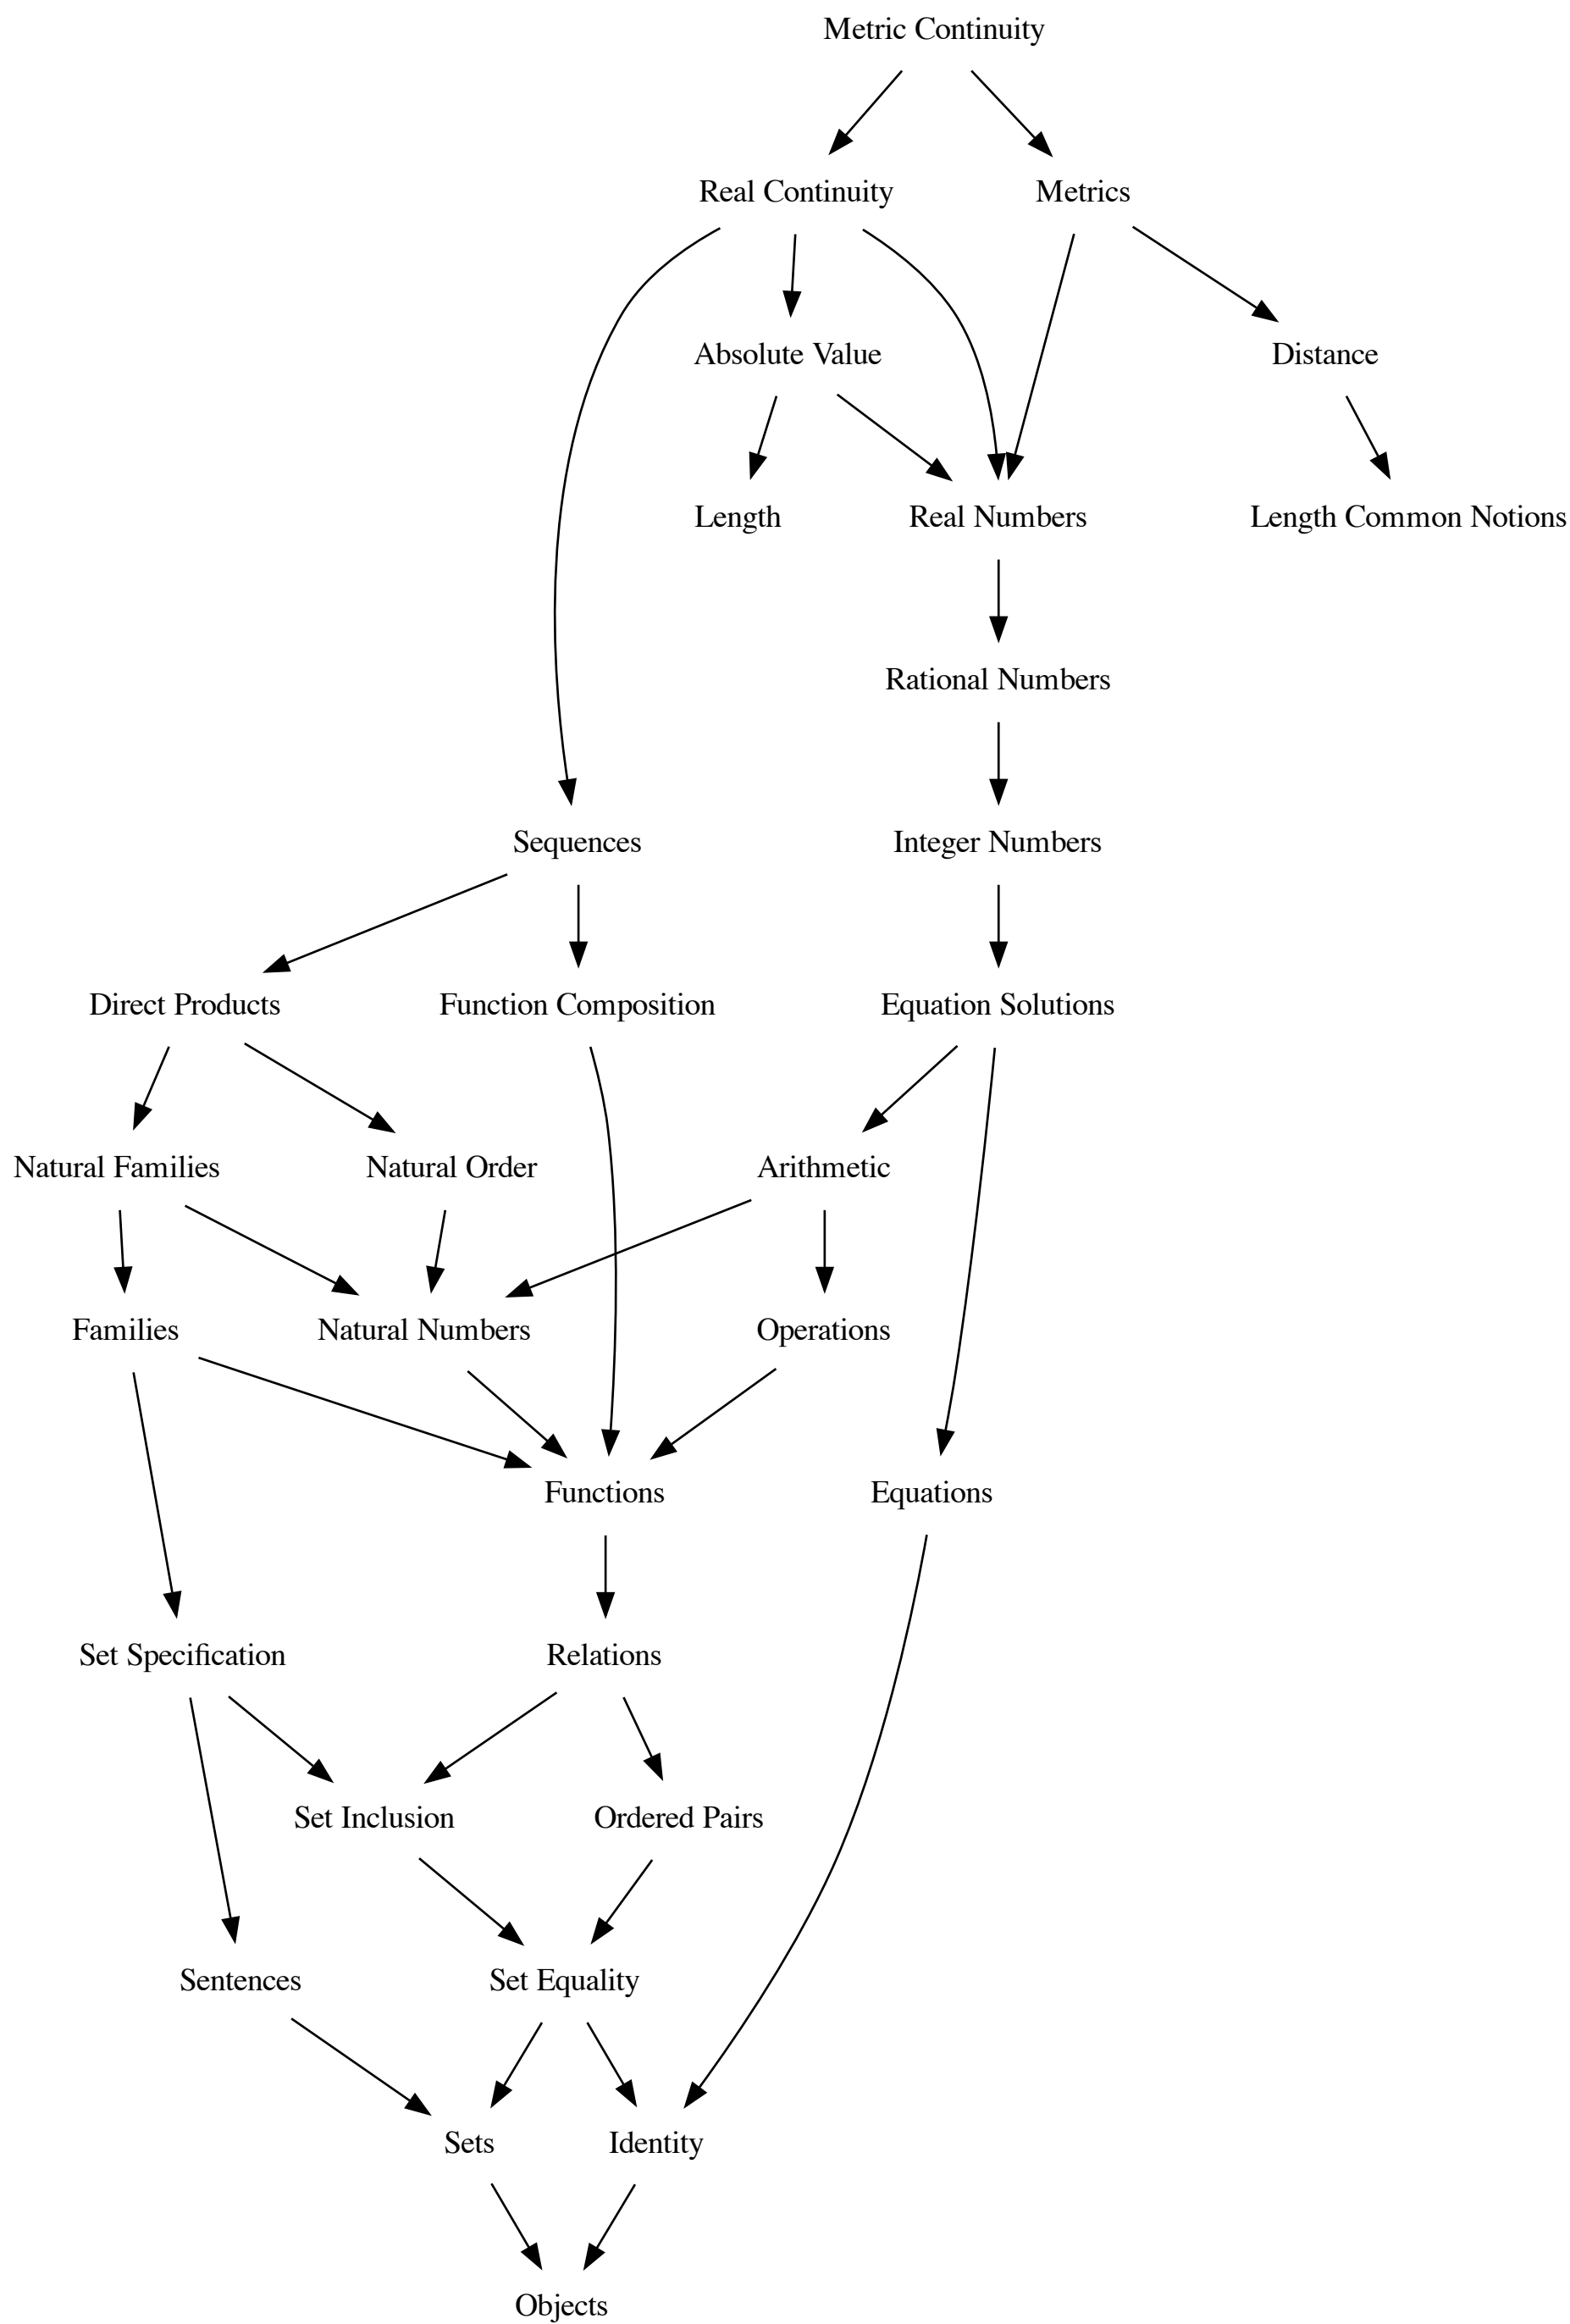 Metric Continuity
Real Continuity
Metrics
Absolute Value
Distance
Length
Real Numbers
Length Common Notions
Rational Numbers
Sequences
Integer Numbers
Direct Products
Function Composition
Equation Solutions
Natural Families
Natural Order
Arithmetic
Families
Natural Numbers
Operations
Functions
Equations
Set Specification
Relations
Set Inclusion
Ordered Pairs
Sentences
Set Equality
Sets
Identity
Objects